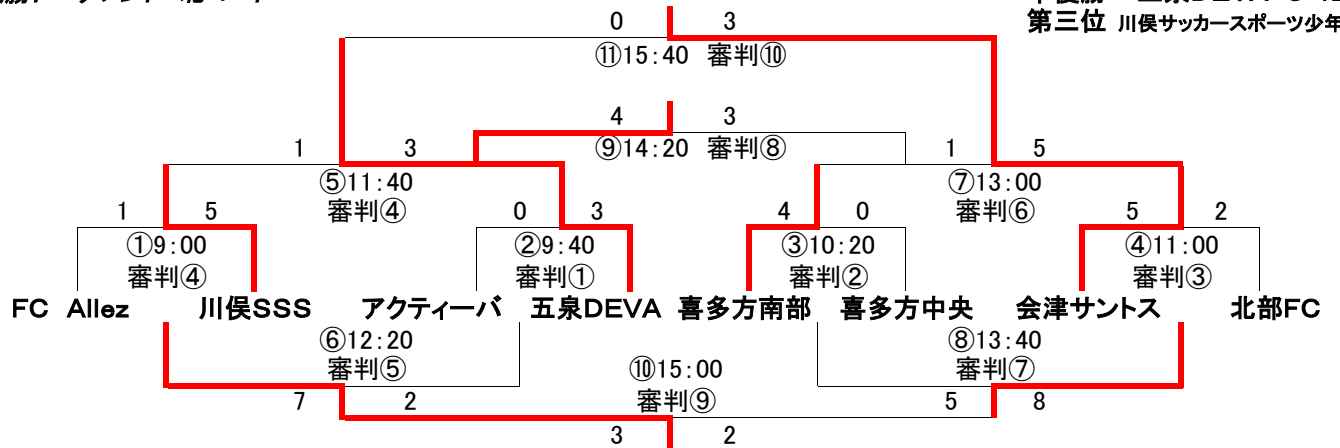 0 3
第三位 川俣サッカースポーツ少年
⑪15:40 審判⑩
4 3
1 3
⑨14:20 審判⑧
1 5
⑤11:40
審判④
⑦13:00
審判⑥
1 5
0 3
4 0
5 2
①9:00
審判④
②9:40
審判①
③10:20
審判②
④11:00
審判③
FC Allez 川俣SSS アクティーバ 五泉DEVA 喜多方南部 喜多方中央 会津サントス 北部FC
⑥12:20
審判⑤
⑧13:40
審判⑦
⑩15:00
審判⑨
7 2
5 8
3 2